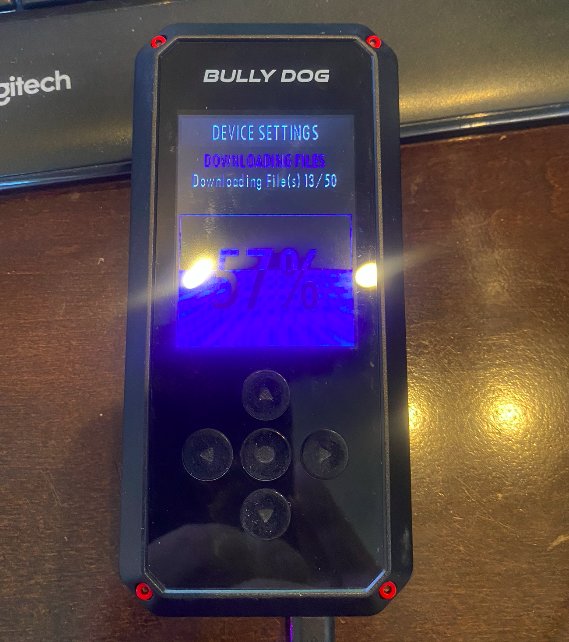 gitech
BULLY DOG
DEVICE SETTINGS
DOWNLOADING FILES
Downloading File(s) 13/50
57%